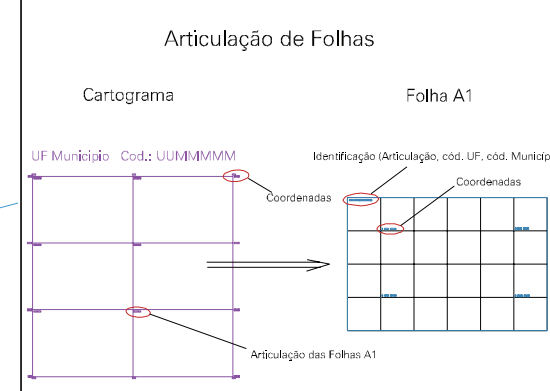 Articulação de Folhas
Cartograma
Folha A1
UF Municipio Cod.: UUMMMMM
Identificação (Articulação, cód. UF, cód. Municíp
Coordenadas
Coordenadas
Articulação das Folhas A1